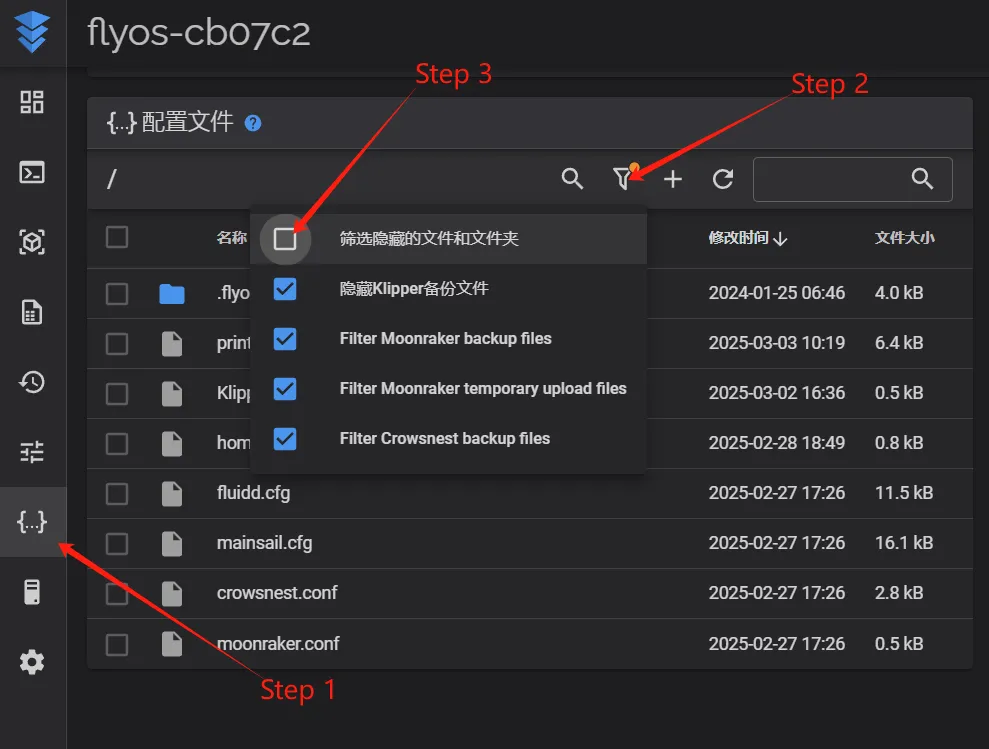 flyos-cb07c2
Step 3
Step 2
{...} 配置文件 ?
/
名称
修改时间
文件大小
筛选隐藏的文件和文件夹
隐藏Klipper备份文件
Filter Moonraker backup files
Filter Moonraker temporary upload files
Filter Crowsnest backup files
.flyo 2024-01-25 06:46 4.0 kB
print 2025-03-03 10:19 6.4 kB
Klipp 2025-03-02 16:36 0.5 kB
hom 2025-02-28 18:49 0.8 kB
fluidd.cfg 2025-02-27 17:26 11.5 kB
{...}
mainsail.cfg 2025-02-27 17:26 16.1 kB
crowsnest.conf 2025-02-27 17:26 2.8 kB
moonraker.conf 2025-02-27 17:26 0.5 kB
Step 1